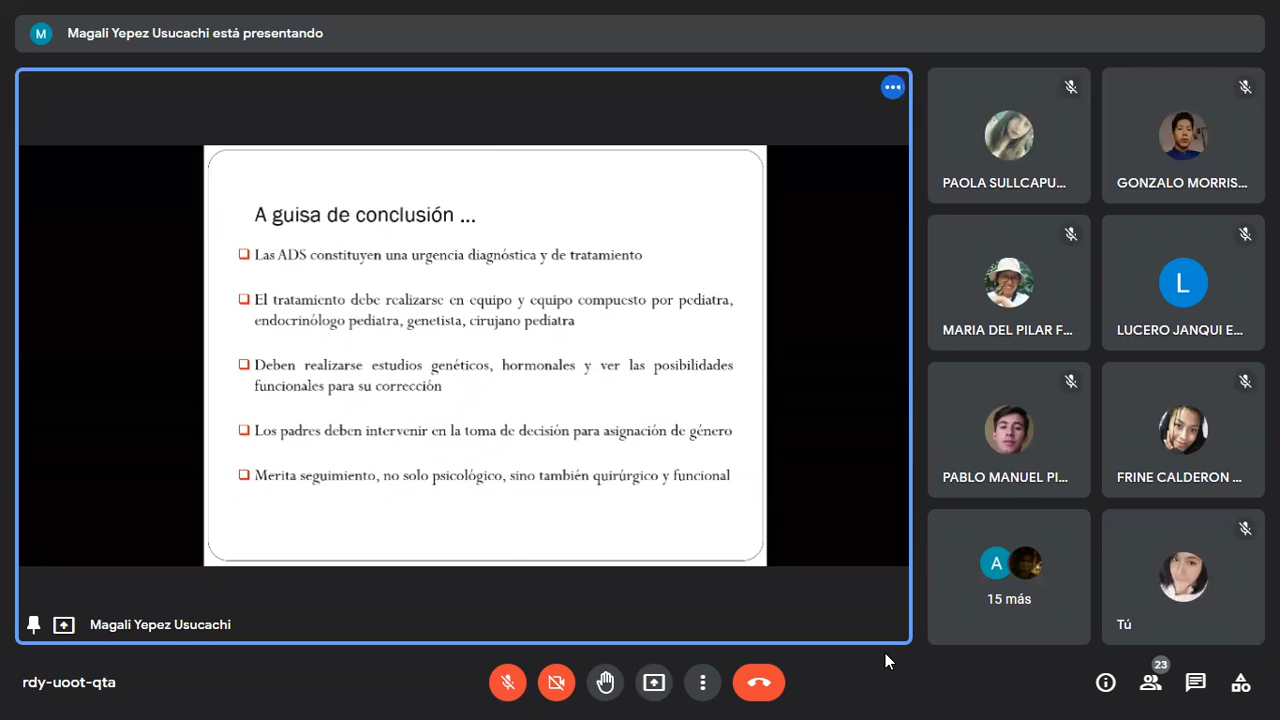 M
Magali Yepez Usucachi está presentando
A guisa de conclusión ...
Las ADS constituyen una urgencia diagnóstica y de tratamiento
El tratamiento debe realizarse en equipo y equipo compuesto por pediatra,
endocrinólogo pediatra, genetista, cirujano pediatra
Deben realizarse estudios genéticos, hormonales y ver las posibilidades
funcionales para su corrección
Los padres deben intervenir en la toma de decisión para asignación de género
Merita seguimiento, no solo psicológico, sino también quirúrgico y funcional
Magali Yepez Usucachi
PAOLA SULLCAPU...
GONZALO MORRIS...
MARIA DEL PILAR F...
L
LUCERO JANQUI E...
PABLO MANUEL PI...
FRINE CALDERON ...
A
15 más
Tú
rdy-uoot-qta
23